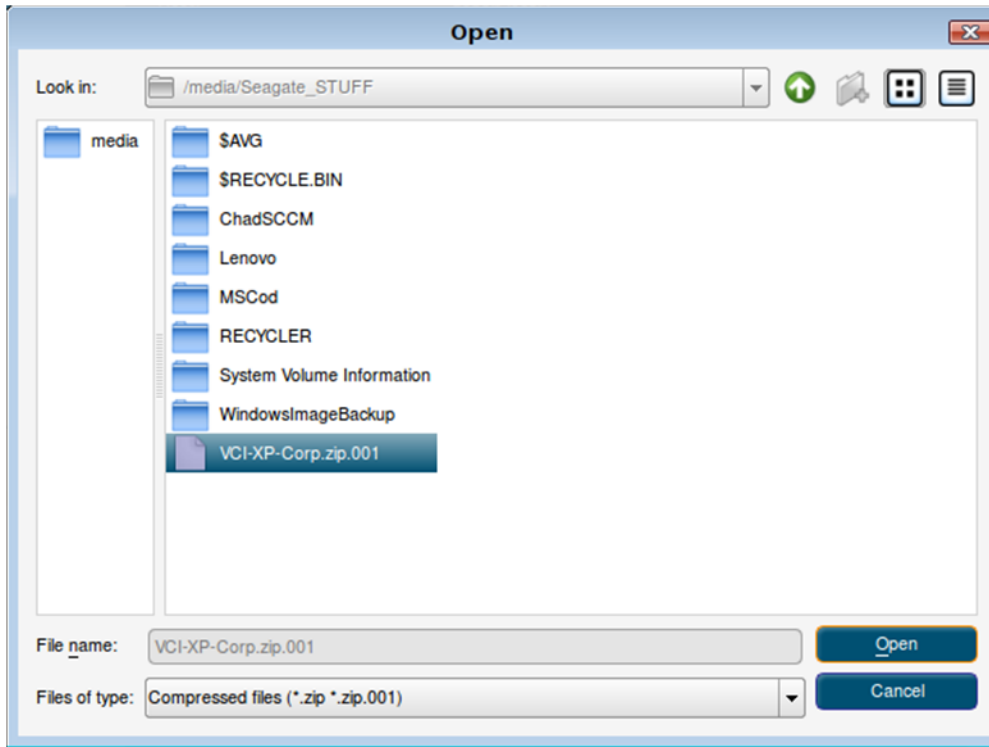 Open
Look in: /media/Seagate_STUFF
media
$AVG
$RECYCLE.BIN
ChadSCCM
Lenovo
MSCod
RECYCLER
System Volume Information
WindowsImageBackup
VCI-XP-Corp.zip.001
File name: VCI-XP-Corp.zip.001
Open
Files of type: Compressed files (*.zip *.zip.001)
Cancel